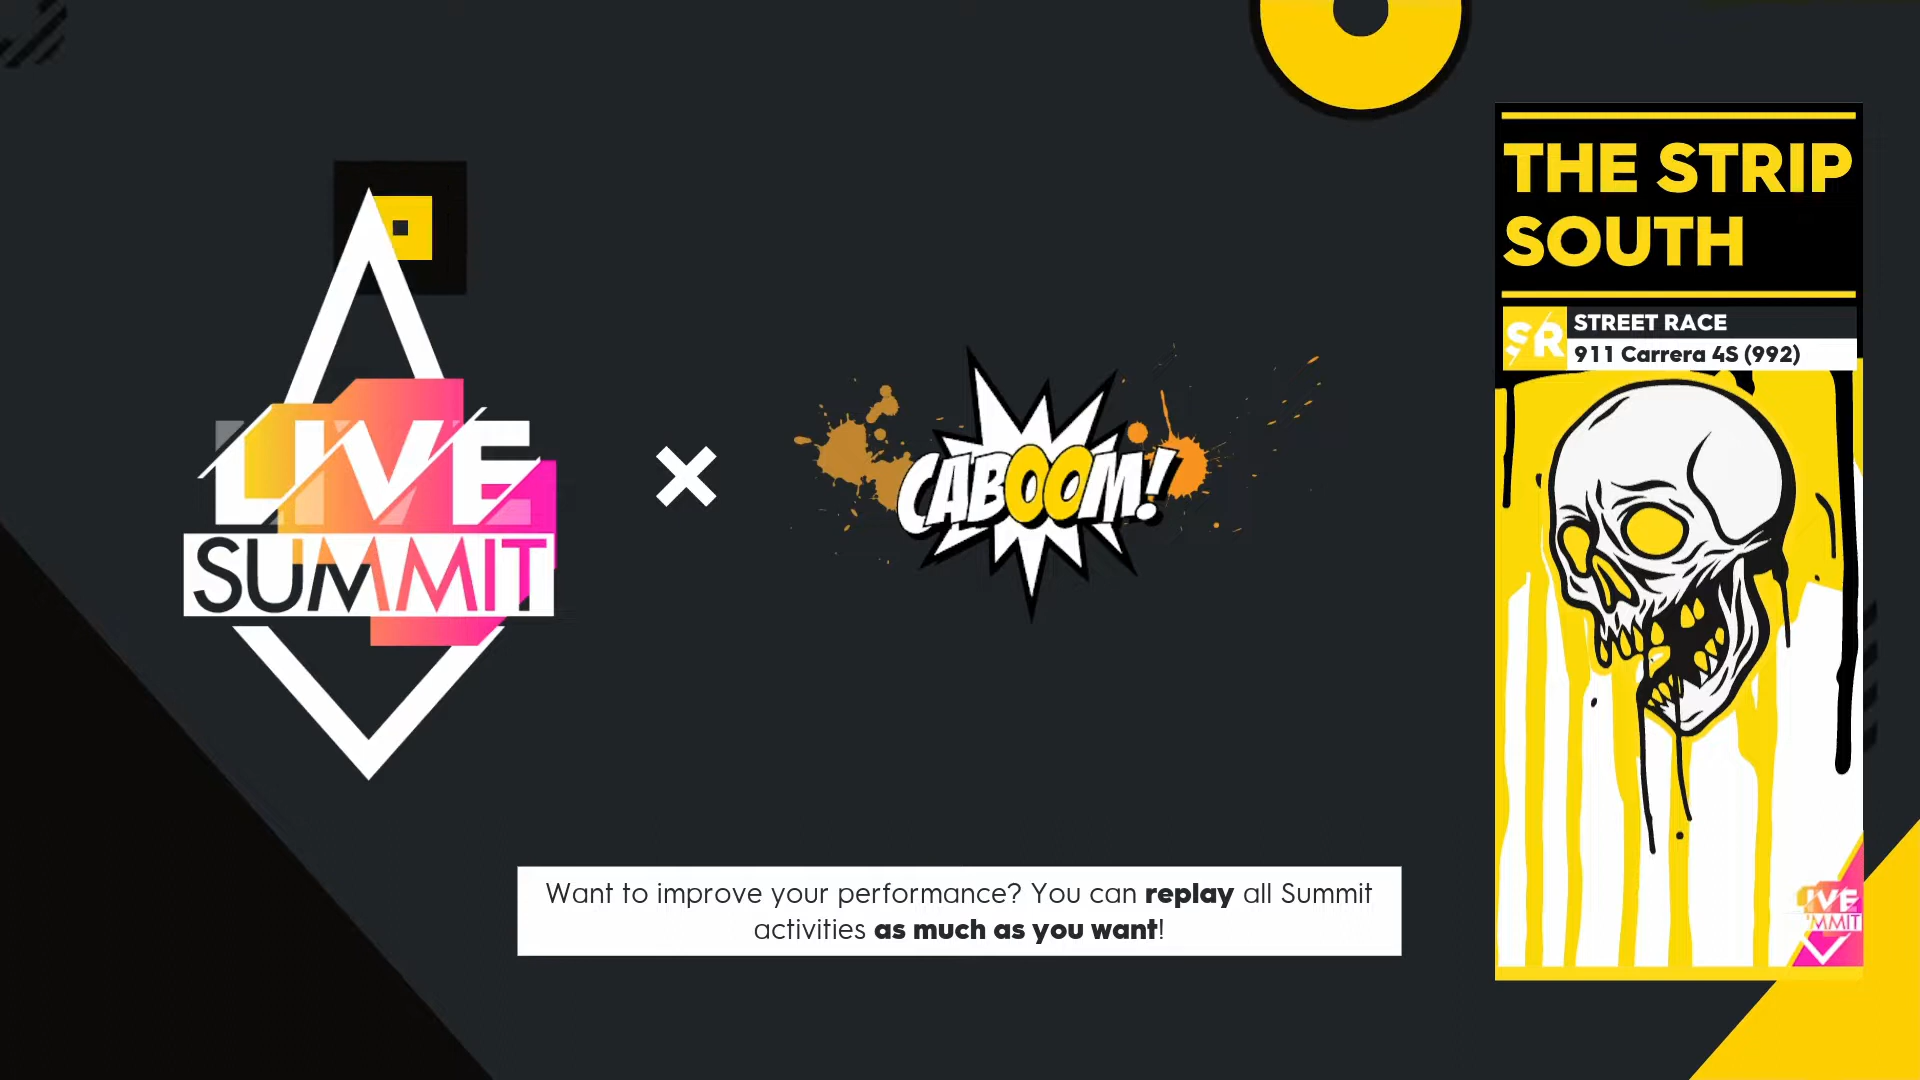 LIVE
SUMMIT
CABOOM!
THE STRIP
SOUTH
SR
STREET RACE
911 Carrera 4S (992)
Want to improve your performance? You can replay all Summit
activities as much as you want!
LIVE
SUMMIT